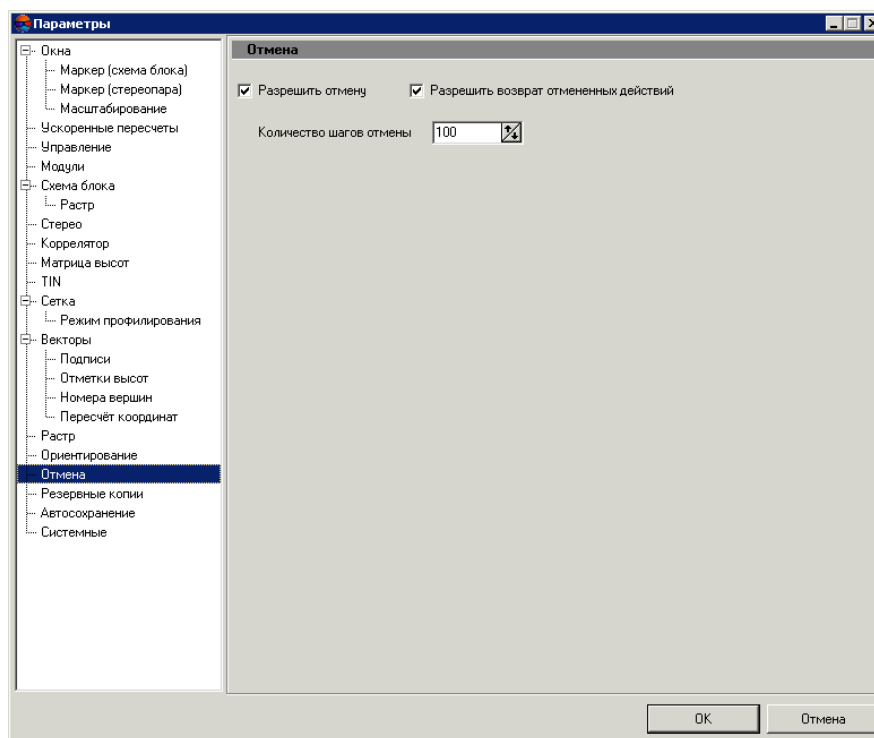 Параметры
Окна
Маркер (схема блока)
Маркер (стереопара)
Масштабирование
Ускоренные пересчеты
Управление
Модули
Схема блока
Растр
Стерео
Коррелятор
Матрица высот
TIN
Сетка
Режим профилирования
Векторы
Подписи
Отметки высот
Номера вершин
Пересчёт координат
Растр
Ориентирование
Отмена
Резервные копии
Автосохранение
Системные
Отмена
Разрешить отмену Разрешить возврат отмененных действий
Количество шагов отмены 100
OK Отмена